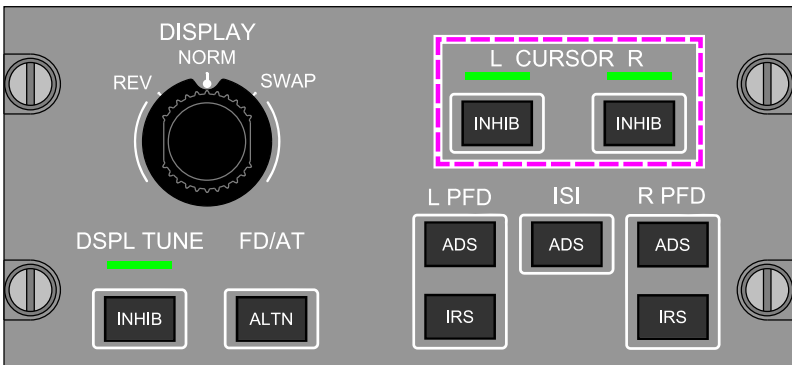 DISPLAY
NORM
REV
SWAP
L CURSOR R
INHIB INHIB
L PFD ISI R PFD
ADS ADS ADS
DSPL TUNE FD/AT
INHIB ALTN
IRS IRS